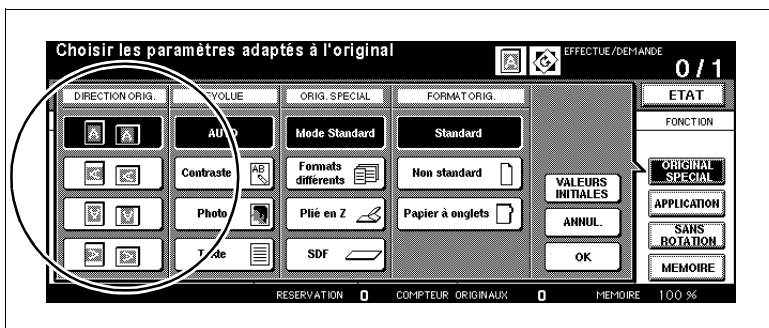 Choisir les paramètres adaptés à l'original
EFFECTUE/DEMANDE
0/1
DIRECTION ORIG.
EVOLUE
ORIG. SPECIAL
FORMAT ORIG.
ETAT
FONCTION
AUTO
Mode Standard
Standard
Contraste
AB
Formats
différents
Non standard
VALEURS
INITIALES
ORIGINAL
SPECIAL
Photo
Plié en Z
Papier à onglets
ANNUL.
APPLICATION
SANS
ROTATION
SDF
OK
MEMOIRE
RESERVATION 0 COMPTEUR ORIGINAUX 0 MEMOIRE 100 %